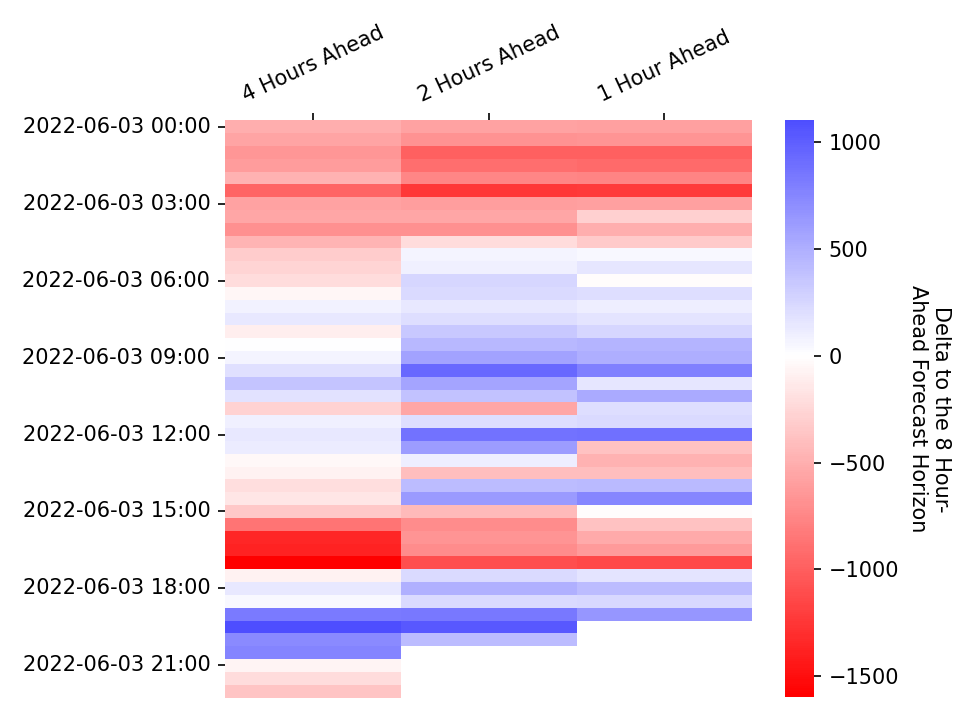 4 Hours Ahead
2 Hours Ahead
1 Hour Ahead
2022-06-03 00:00
2022-06-03 03:00
2022-06-03 06:00
2022-06-03 09:00
2022-06-03 12:00
2022-06-03 15:00
2022-06-03 18:00
2022-06-03 21:00
1000
500
0
−500
−1000
−1500
Delta to the 8 Hour-
Ahead Forecast Horizon